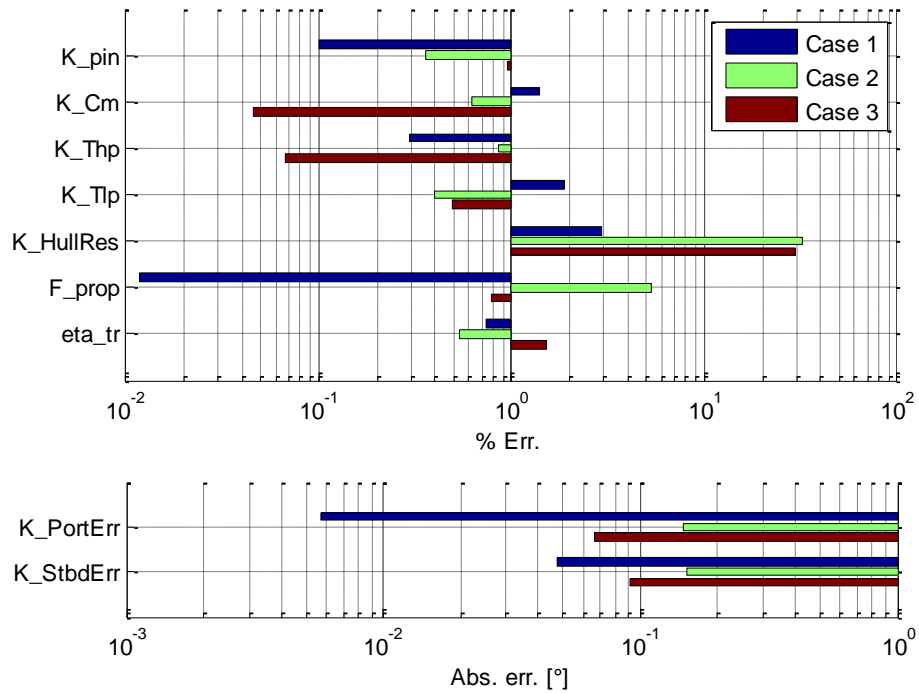 K_pin
K_Cm
K_Thp
K_Tlp
K_HullRes
F_prop
eta_tr
Case 1
Case 2
Case 3
10^-2 10^-1 10^0 10^1 10^2
% Err.
K_PortErr
K_StbdErr
10^-3 10^-2 10^-1 10^0
Abs. err. [°]